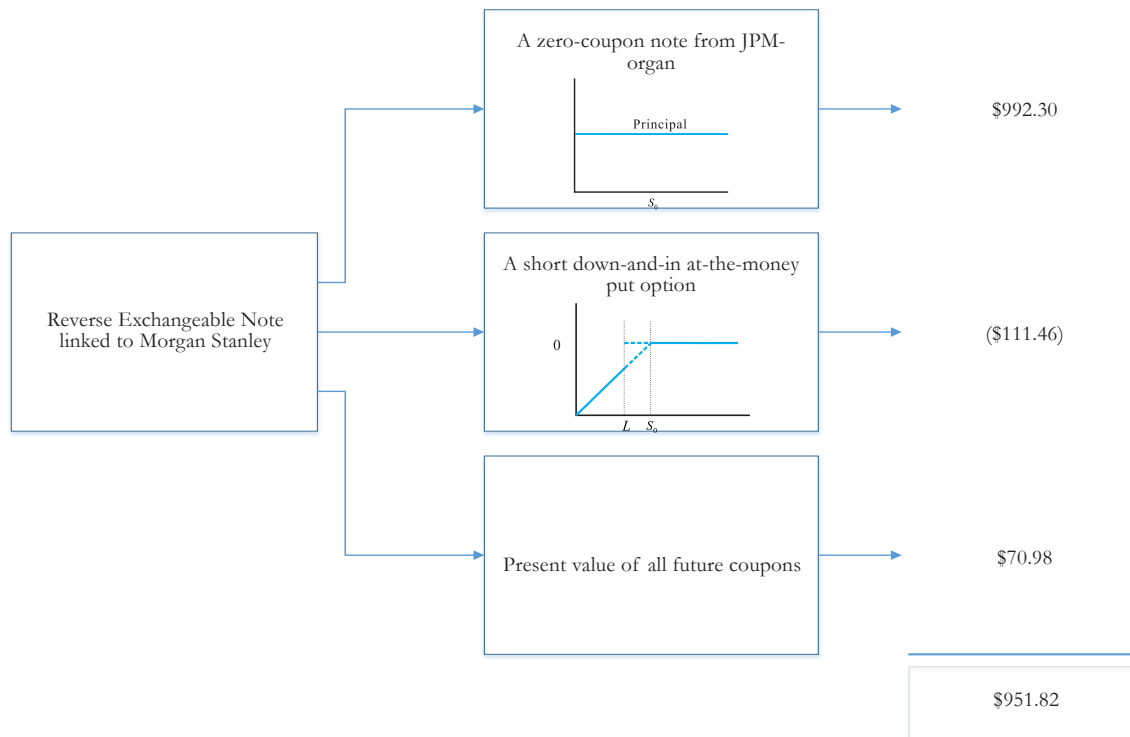 A zero-coupon note from JPM-
organ
Principal
S₀
$992.30
Reverse Exchangeable Note
linked to Morgan Stanley
A short down-and-in at-the-money
put option
0
L S₀
($111.46)
Present value of all future coupons
$70.98
$951.82